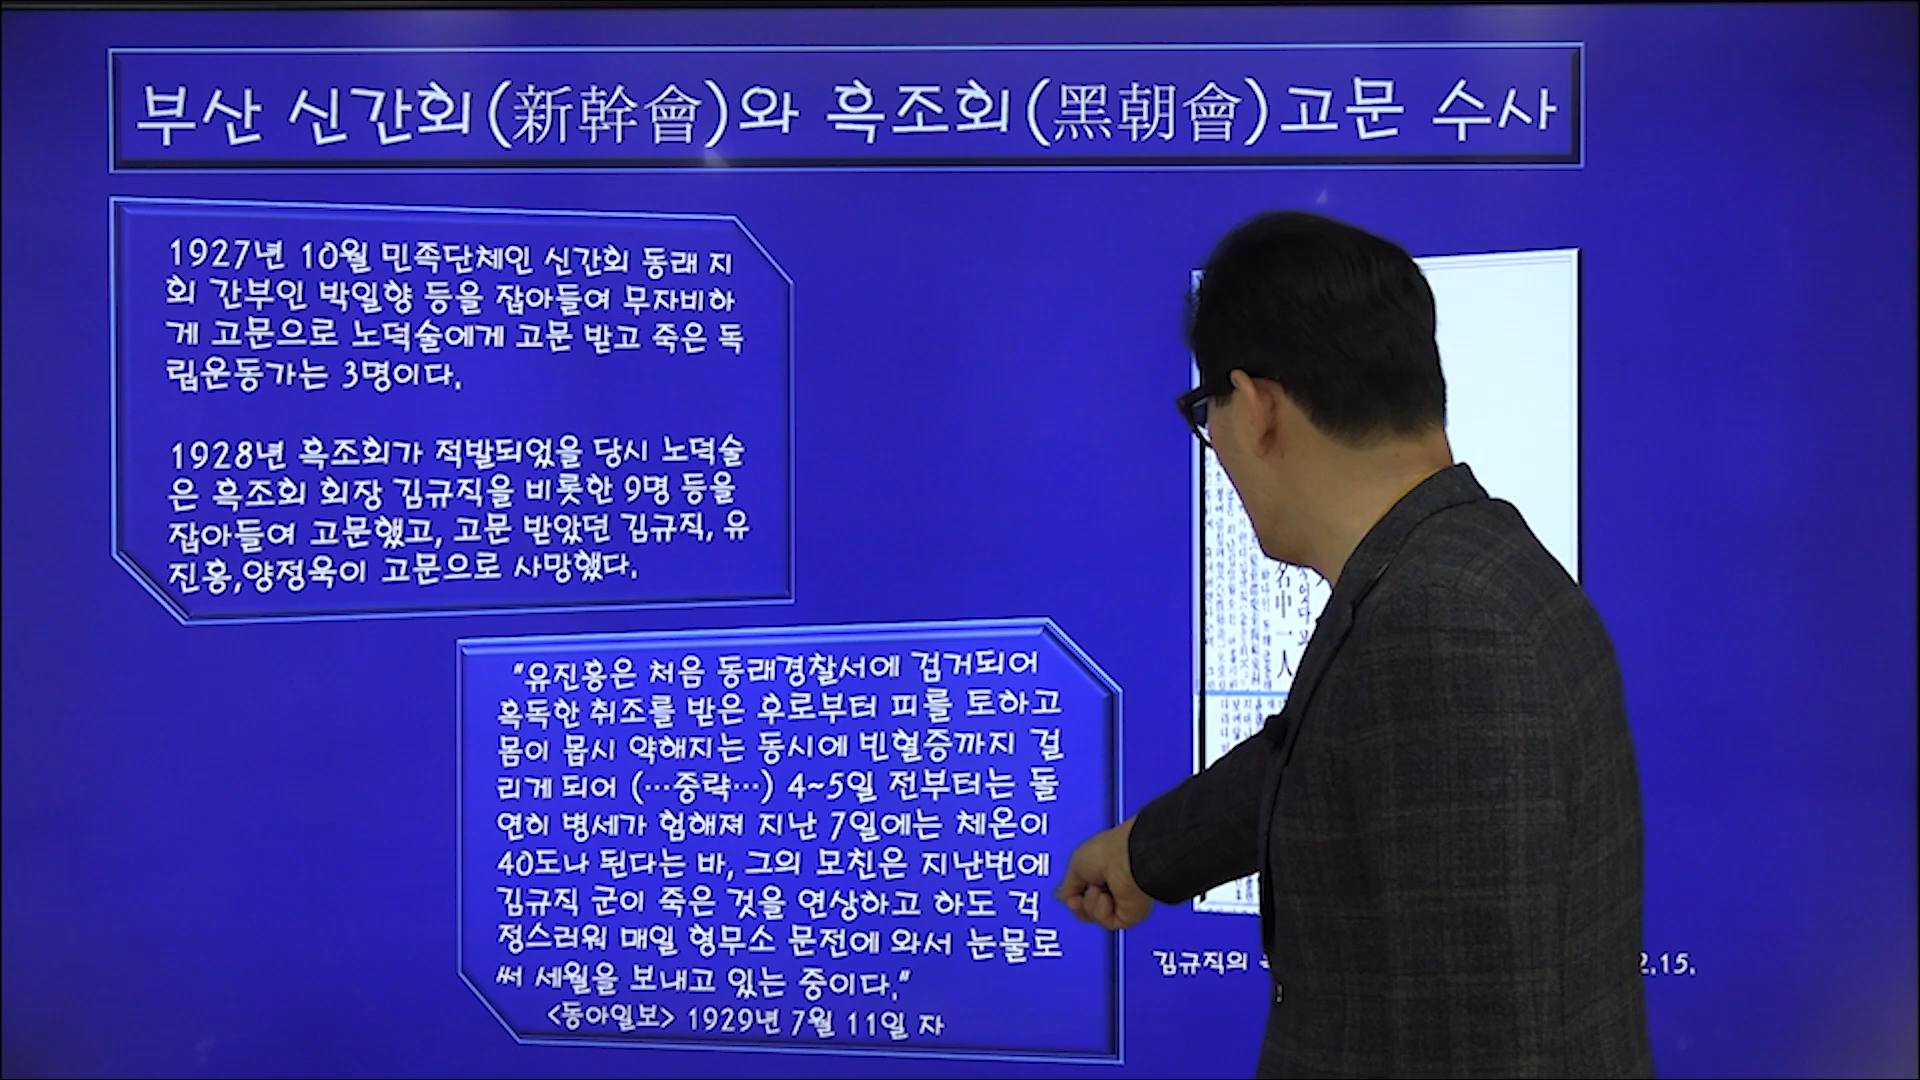 부산 신간회(新幹會)와 흑조회(黑朝會)고문 수사
1927년 10월 민족단체인 신간회 동래 지
회 간부인 박일향 등을 잡아들여 무자비하
게 고문으로 노덕술에게 고문 받고 죽은 독
립운동가는 3명이다.
1928년 흑조회가 적발되었을 당시 노덕술
은 흑조회 회장 김규직을 비롯한 9명 등을
잡아들여 고문했고, 고문 받았던 김규직, 유
진흥,양정욱이 고문으로 사망했다.
"유진흥은 처음 동래경찰서에 검거되어
혹독한 취조를 받은 후로부터 피를 토하고
몸이 몹시 약해지는 동시에 빈혈증까지 걸
리게 되어 (…중략…) 4~5일 전부터는 돌
연히 병세가 험해져 지난 7일에는 체온이
40도나 된다는 바, 그의 모친은 지난번에
김규직 군이 죽은 것을 연상하고 하도 걱
정스러워 매일 형무소 문전에 와서 눈물로
써 세월을 보내고 있는 중이다."
<동아일보> 1929년 7월 11일 자
名中一人
김규직의
2.15.